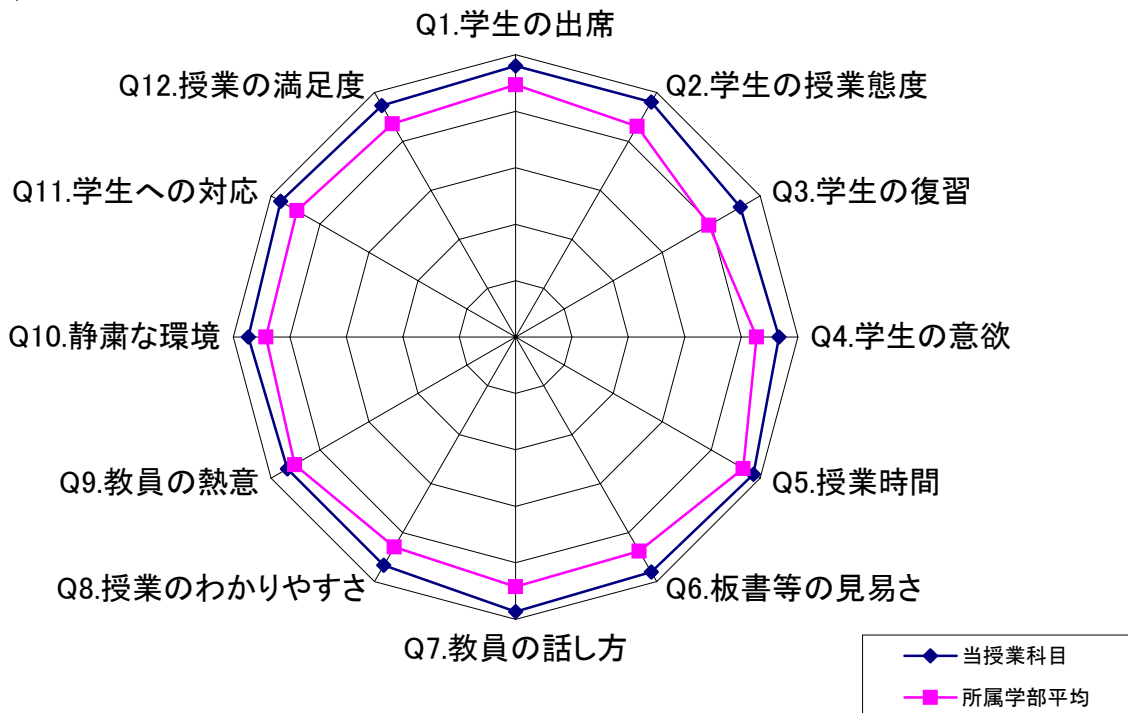 Q1.学生の出席
Q2.学生の授業態度
Q3.学生の復習
Q4.学生の意欲
Q5.授業時間
Q6.板書等の見易さ
Q7.教員の話し方
Q8.授業のわかりやすさ
Q9.教員の熱意
Q10.静粛な環境
Q11.学生への対応
Q12.授業の満足度
当授業科目
所属学部平均